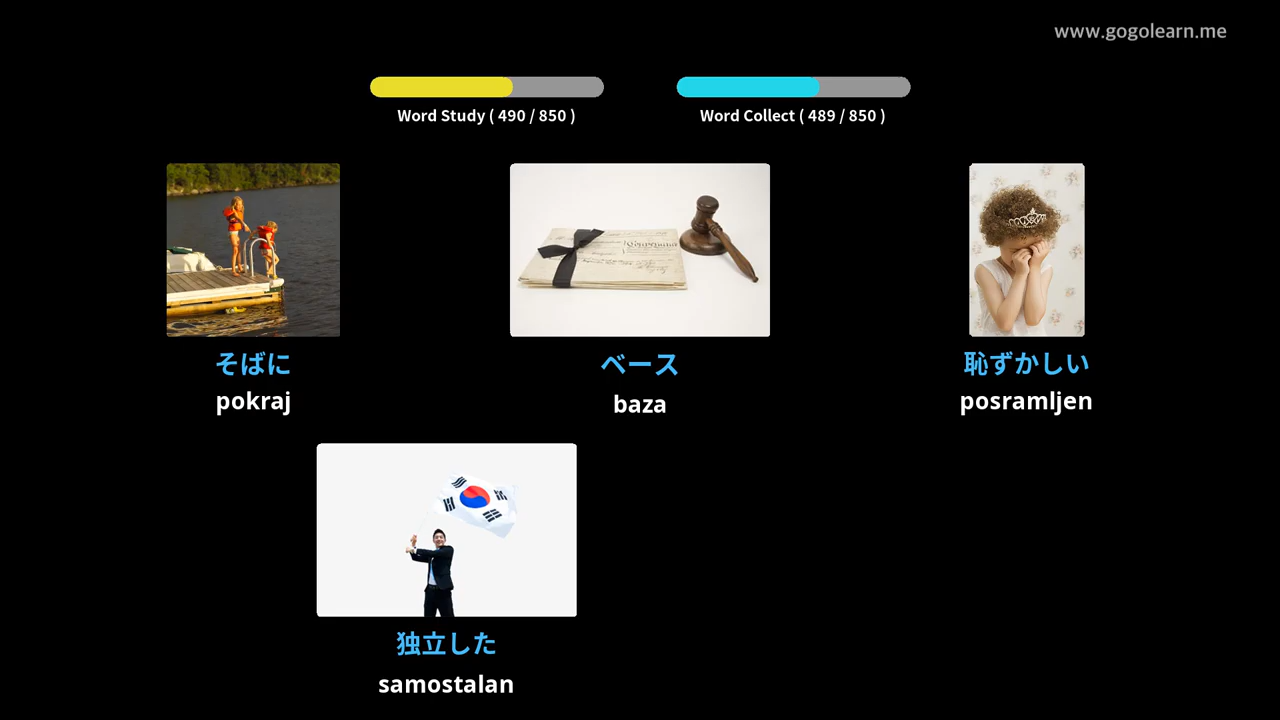 www.gogolearn.me
Word Study ( 490 / 850 )
Word Collect ( 489 / 850 )
そばに
pokraj
ベース
baza
恥ずかしい
posramljen
独立した
samostalan